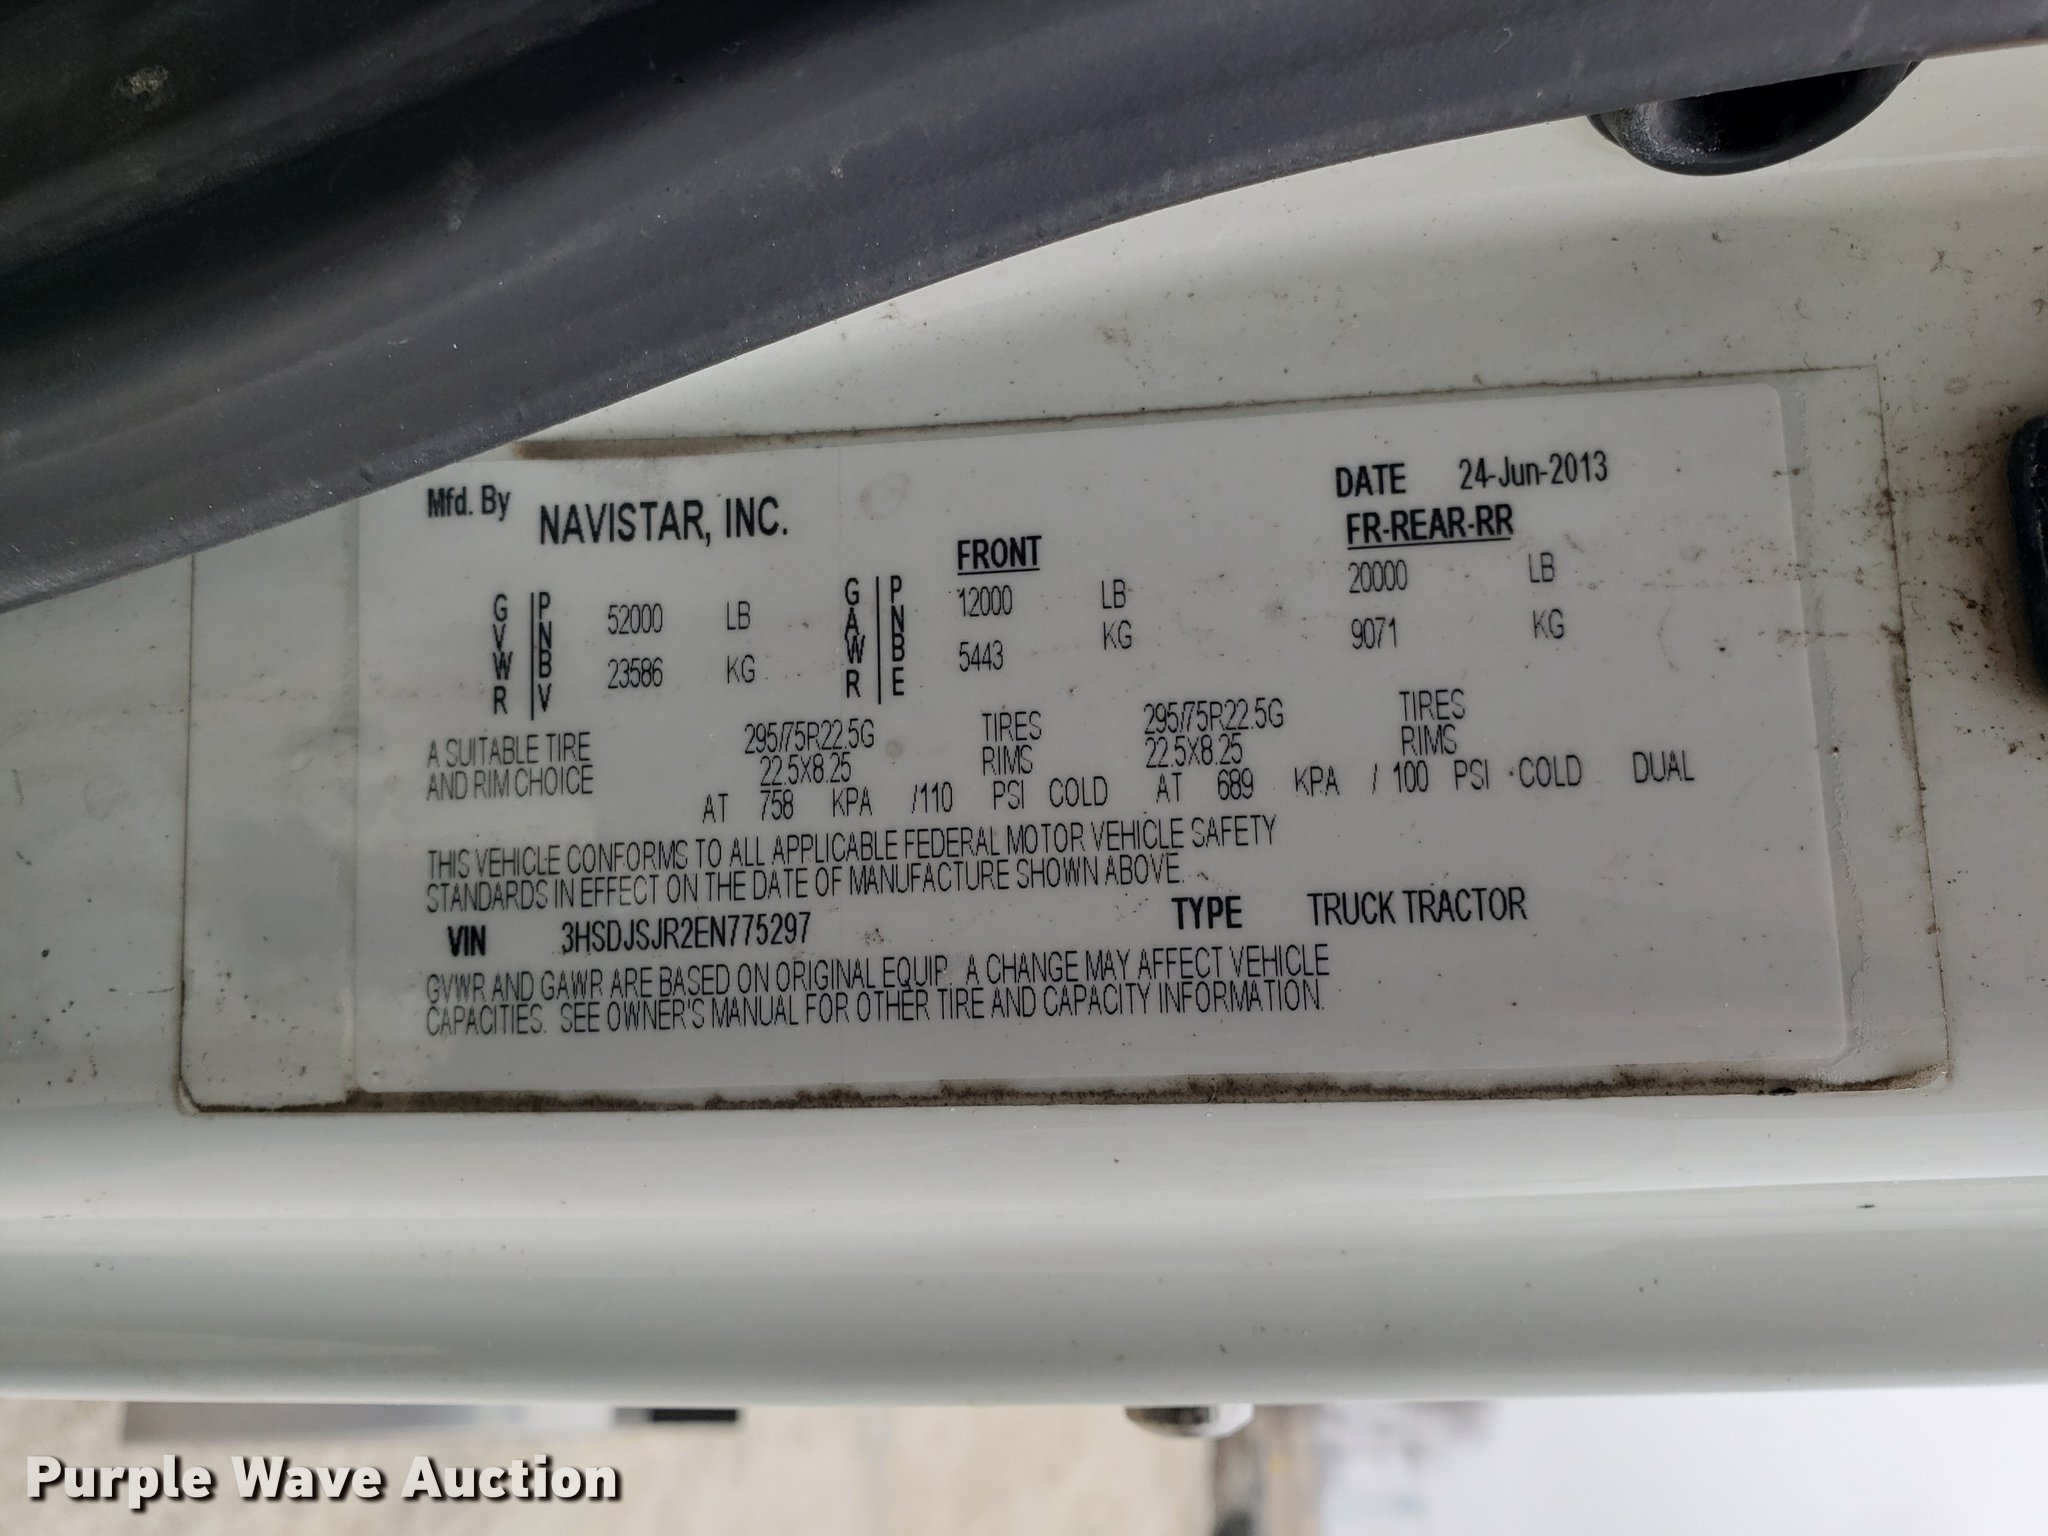 Mfd. By NAVISTAR, INC. DATE 24-Jun-2013
FRONT FR-REAR-RR
GVWR PNBV 52000 LB GAWR PNBE 12000 LB 20000 LB
23586 KG 5443 KG 9071 KG
A SUITABLE TIRE 295/75R22.5G TIRES 295/75R22.5G TIRES
AND RIM CHOICE 22.5X8.25 RIMS 22.5X8.25 RIMS
AT 758 KPA /110 PSI COLD AT 689 KPA / 100 PSI COLD DUAL
THIS VEHICLE CONFORMS TO ALL APPLICABLE FEDERAL MOTOR VEHICLE SAFETY
STANDARDS IN EFFECT ON THE DATE OF MANUFACTURE SHOWN ABOVE.
VIN 3HSDJSJR2EN775297 TYPE TRUCK TRACTOR
GVWR AND GAWR ARE BASED ON ORIGINAL EQUIP. A CHANGE MAY AFFECT VEHICLE
CAPACITIES. SEE OWNER'S MANUAL FOR OTHER TIRE AND CAPACITY INFORMATION.
Purple Wave Auction